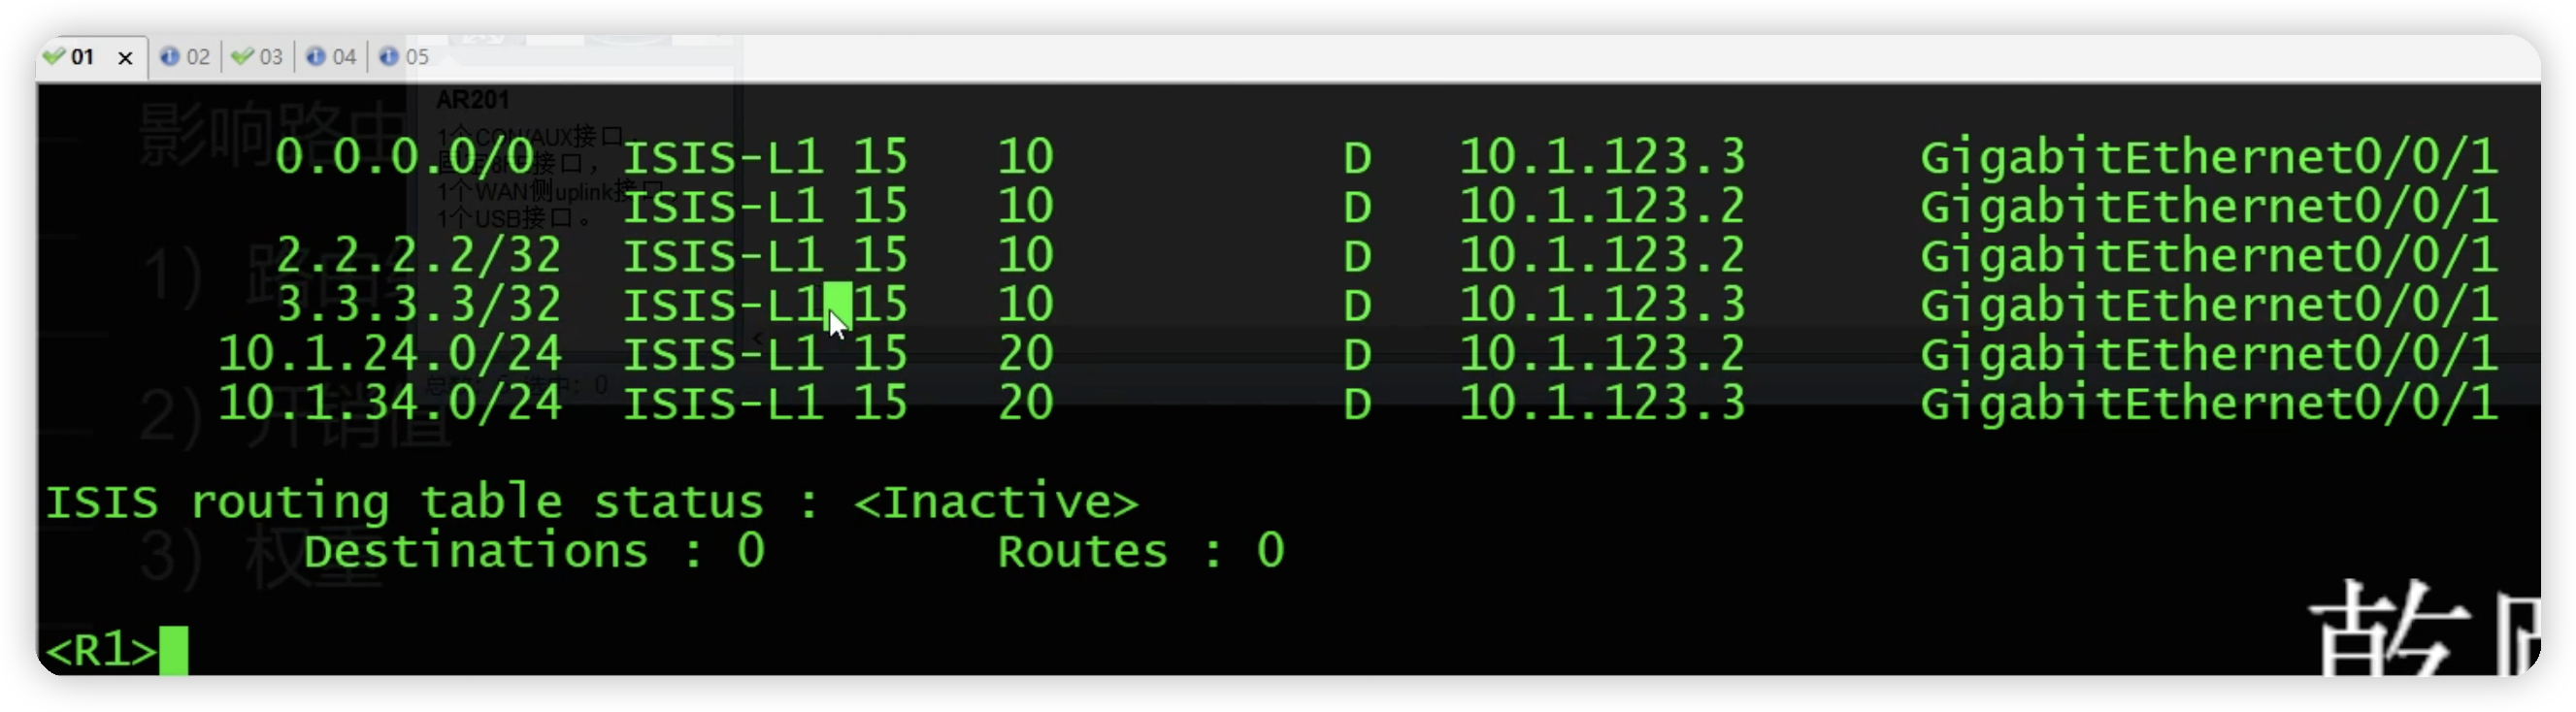 01 x 02 03 04 05
AR201
影响路由
1个CON/AUX接口，
0.0.0.0/0 ISIS-L1 15 10 D 10.1.123.3 GigabitEthernet0/0/1
固定8FE接口，
1个WAN侧uplink接口，
ISIS-L1 15 10 D 10.1.123.2 GigabitEthernet0/0/1
1个USB接口。
2.2.2.2/32 ISIS-L1 15 10 D 10.1.123.2 GigabitEthernet0/0/1
1）路由
3.3.3.3/32 ISIS-L1 15 10 D 10.1.123.3 GigabitEthernet0/0/1
10.1.24.0/24 ISIS-L1 15 20 D 10.1.123.2 GigabitEthernet0/0/1
10.1.34.0/24 ISIS-L1 15 20 D 10.1.123.3 GigabitEthernet0/0/1
2）开销值
ISIS routing table status : <Inactive>
Destinations : 0 Routes : 0
3）权重
<R1>
乾